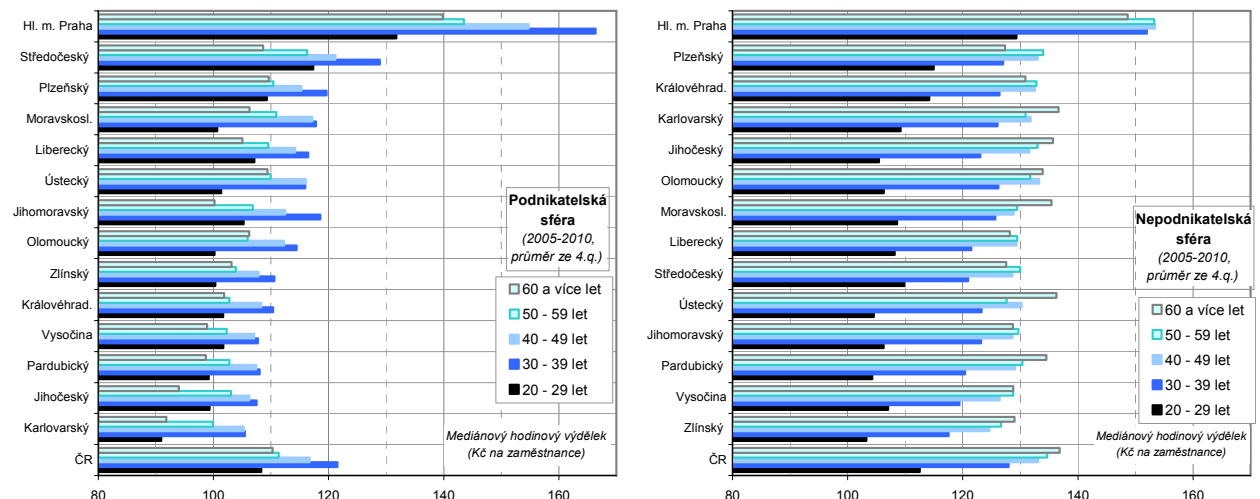 Hl. m. Praha
Středočeský
Plzeňský
Moravskosl.
Liberecký
Ústecký
Jihomoravský
Olomoucký
Zlínský
Královéhrad.
Vysočina
Pardubický
Jihočeský
Karlovarský
ČR
80 100 120 140 160
Podnikatelská
sféra
(2005-2010,
průměr ze 4.q.)
60 a více let
50 - 59 let
40 - 49 let
30 - 39 let
20 - 29 let
Mediánový hodinový výdělek
(Kč na zaměstnance)
Hl. m. Praha
Plzeňský
Královéhrad.
Karlovarský
Jihočeský
Olomoucký
Moravskosl.
Liberecký
Středočeský
Ústecký
Jihomoravský
Pardubický
Vysočina
Zlínský
ČR
80 100 120 140 160
Nepodnikatelská
sféra
(2005-2010,
průměr ze 4.q.)
60 a více let
50 - 59 let
40 - 49 let
30 - 39 let
20 - 29 let
Mediánový hodinový výdělek
(Kč na zaměstnance)